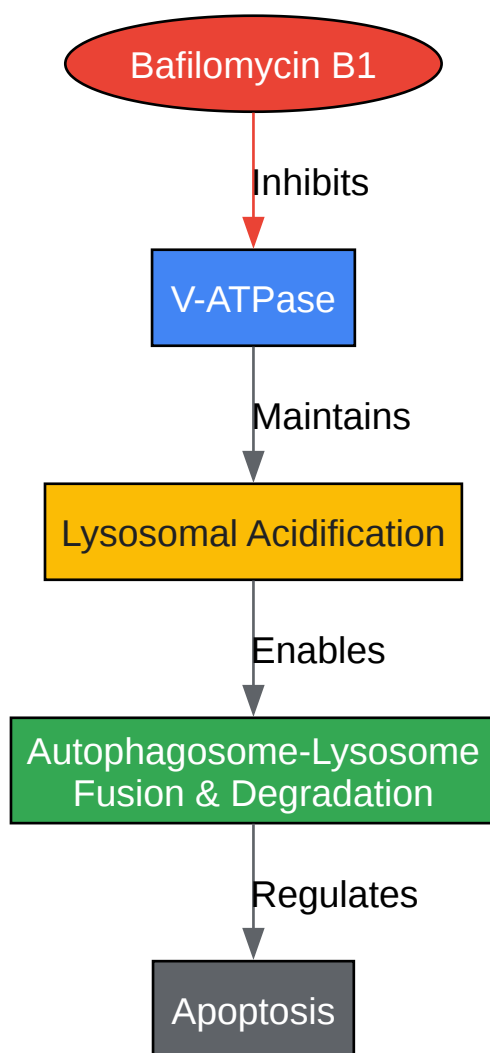 Bafilomycin B1
Inhibits
V-ATPase
Maintains
Lysosomal Acidification
Enables
Autophagosome-Lysosome
Fusion & Degradation
Regulates
Apoptosis